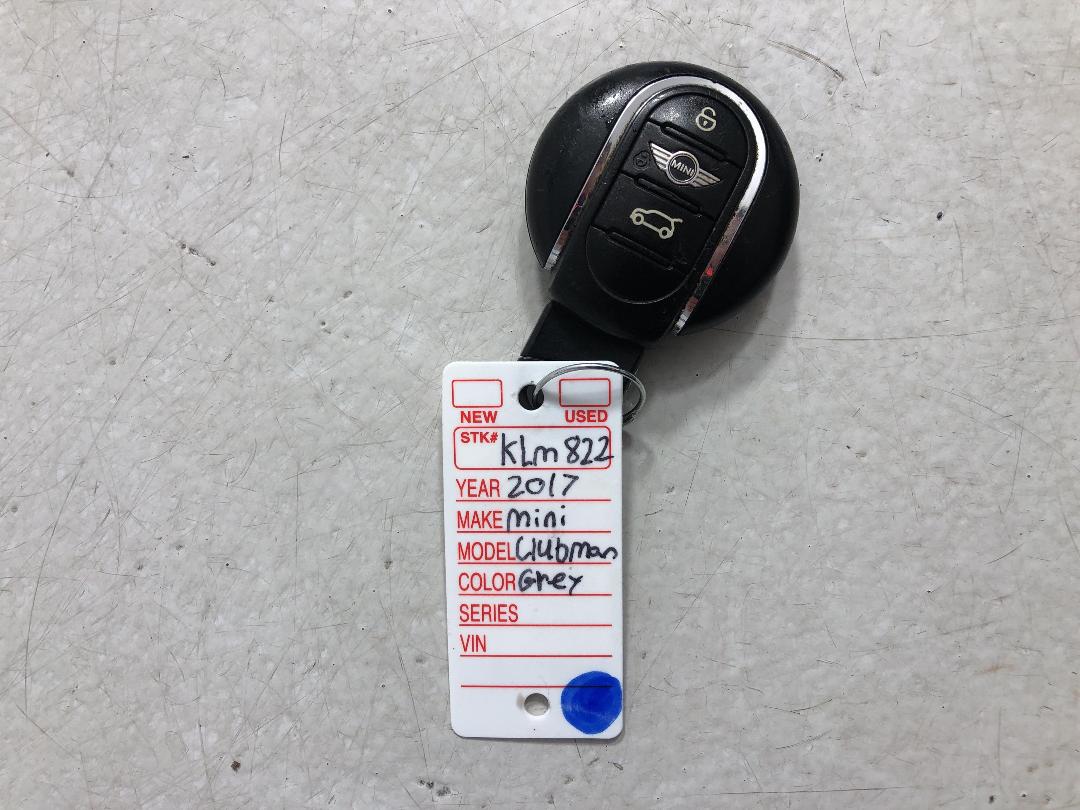 MINI
NEW USED
STK# KLm822
YEAR 2017
MAKE mini
MODEL Clubman
COLOR Grey
SERIES
VIN